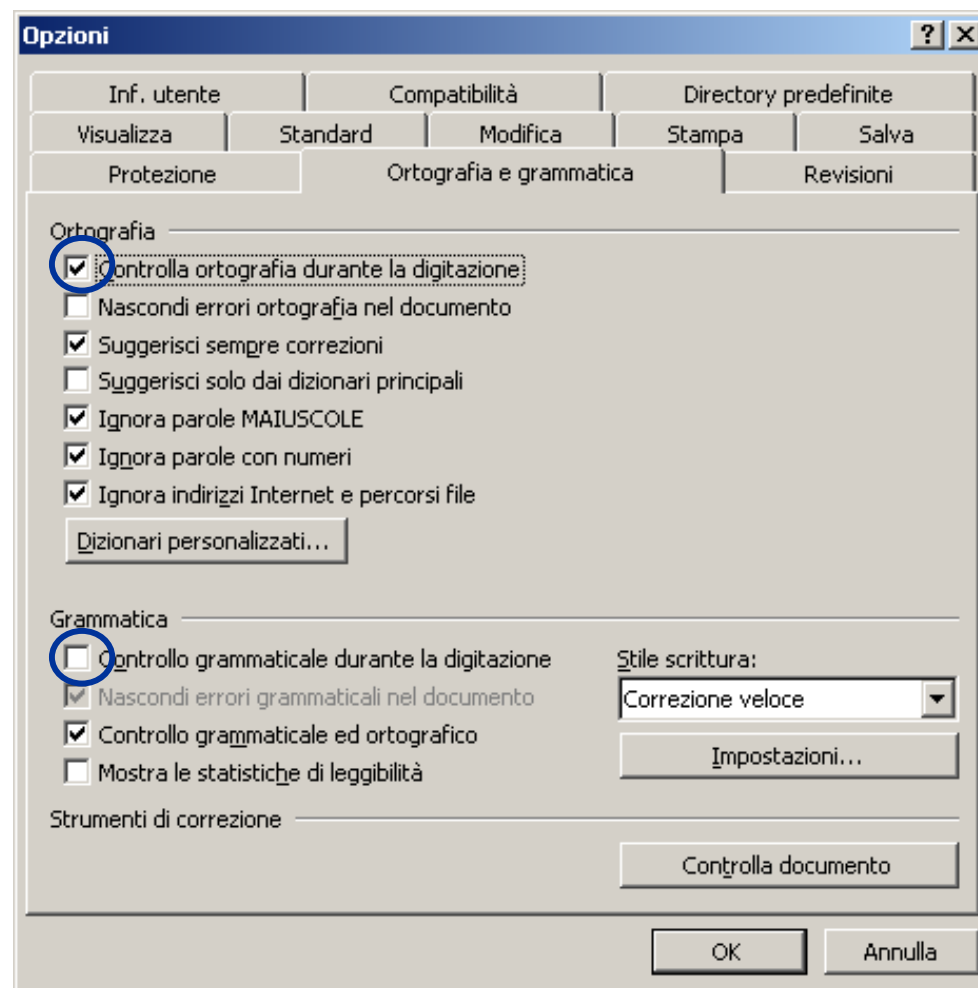 Opzioni
Inf. utente Compatibilità Directory predefinite
Visualizza Standard Modifica Stampa Salva
Protezione Ortografia e grammatica Revisioni
Ortografia
Controlla ortografia durante la digitazione
Nascondi errori ortografia nel documento
Suggerisci sempre correzioni
Suggerisci solo dai dizionari principali
Ignora parole MAIUSCOLE
Ignora parole con numeri
Ignora indirizzi Internet e percorsi file
Dizionari personalizzati...
Grammatica
Controllo grammaticale durante la digitazione Stile scrittura:
Nascondi errori grammaticali nel documento Correzione veloce
Controllo grammaticale ed ortografico Impostazioni...
Mostra le statistiche di leggibilità
Strumenti di correzione
Controlla documento
OK Annulla